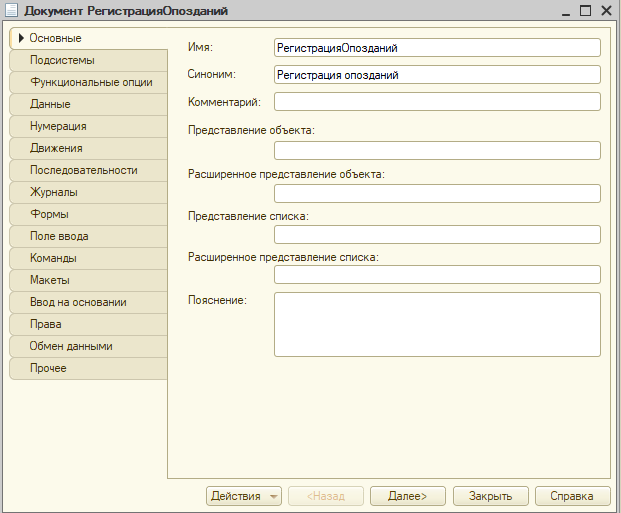 Документ РегистрацияОпозданий
Основные
Подсистемы
Функциональные опции
Данные
Нумерация
Движения
Последовательности
Журналы
Формы
Поле ввода
Команды
Макеты
Ввод на основании
Права
Обмен данными
Прочее
Имя: РегистрацияОпозданий
Синоним: Регистрация опозданий
Комментарий:
Представление объекта:
Расширенное представление объекта:
Представление списка:
Расширенное представление списка:
Пояснение:
Действия <Назад Далее> Закрыть Справка